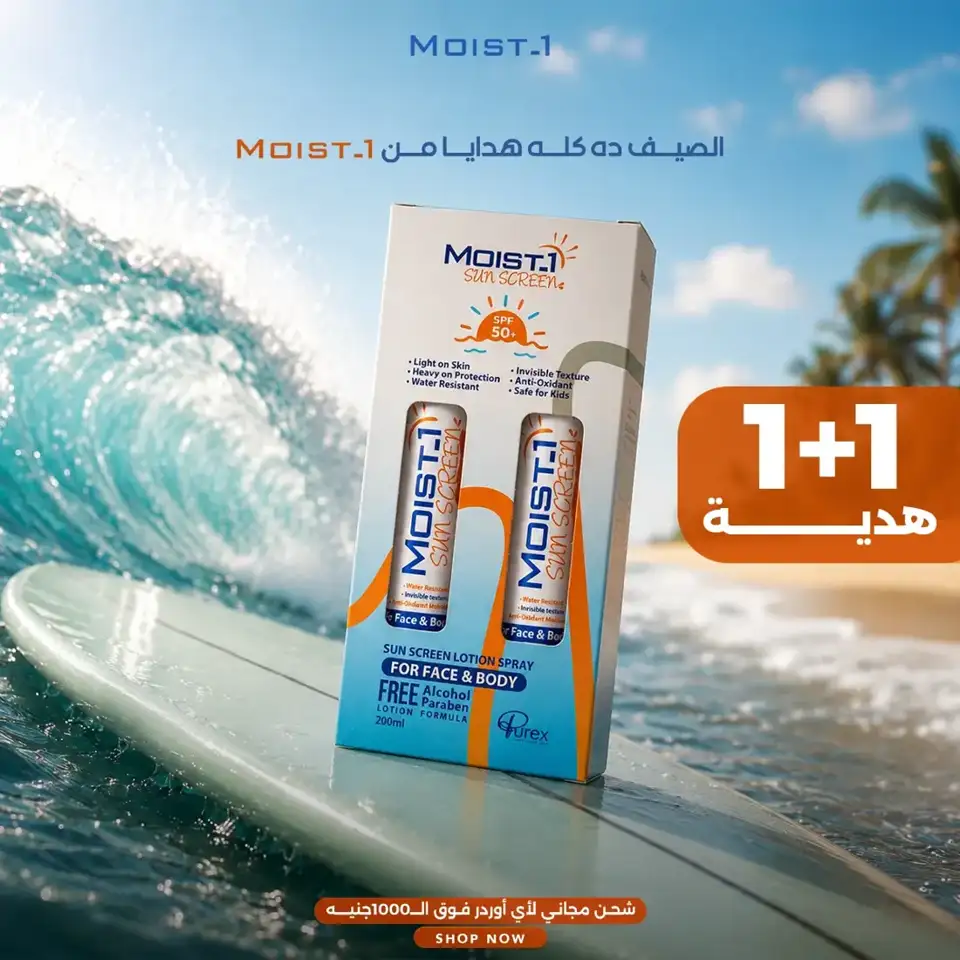 MOIST-1
الصيف ده كله هدايا من MOIST-1
MOIST-1
SUN SCREEN
SPF
50+
• Light on Skin
• Heavy on Protection
• Water Resistant
• Invisible Texture
• Anti-Oxidant
• Safe for Kids
MOIST-1
SUN SCREEN
• Water Resistant
• Invisible texture
Face & Bo
MOIST-1
SUN SCREEN
• Water Resistant
• Invisible texture
Face & Bo
SUN SCREEN LOTION SPRAY
FOR FACE & BODY
FREE Alcohol
Paraben
LOTION FORMULA
200ml
Purex
1+1
هديـة
شحن مجاني لأي أوردر فوق الـ1000جنيه
SHOP NOW